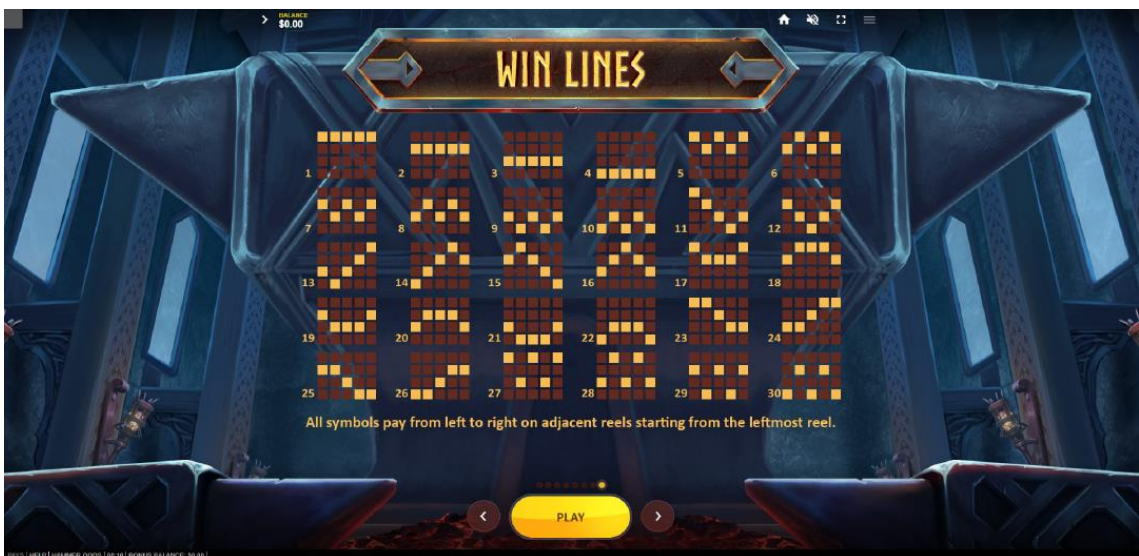 BALANCE
$0.00
WIN LINES
1 2 3 4 5 6
7 8 9 10 11 12
13 14 15 16 17 18
19 20 21 22 23 24
25 26 27 28 29 30
All symbols pay from left to right on adjacent reels starting from the leftmost reel.
PLAY